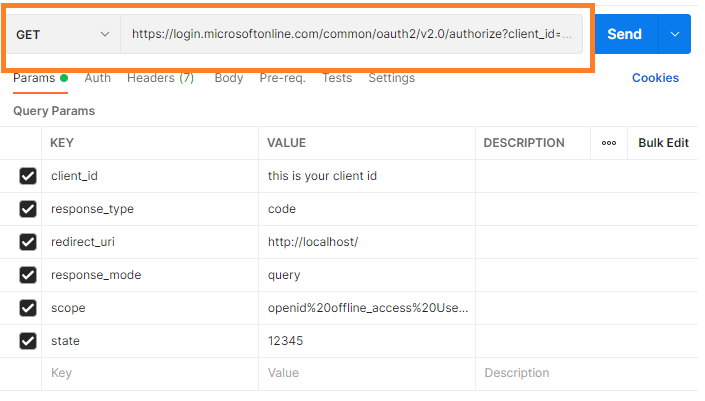 GET https://login.microsoftonline.com/common/oauth2/v2.0/authorize?client_id=... Send
Params Auth Headers (7) Body Pre-req. Tests Settings Cookies
Query Params
KEY VALUE DESCRIPTION ooo Bulk Edit
client_id this is your client id
response_type code
redirect_uri http://localhost/
response_mode query
scope openid%20offline_access%20Use...
state 12345
Key Value Description